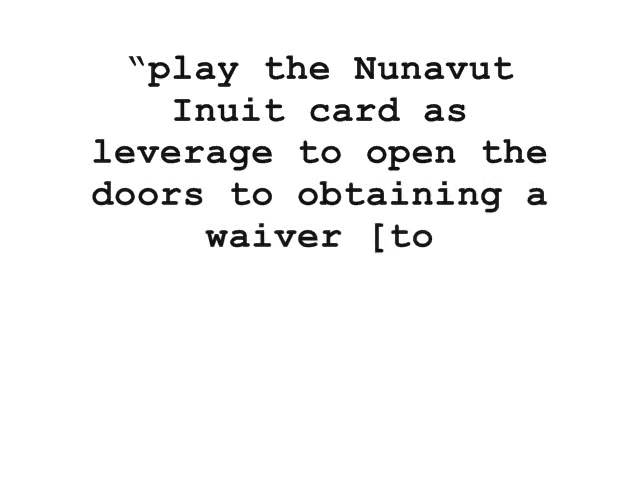 “play the Nunavut
Inuit card as
leverage to open the
doors to obtaining a
waiver [to